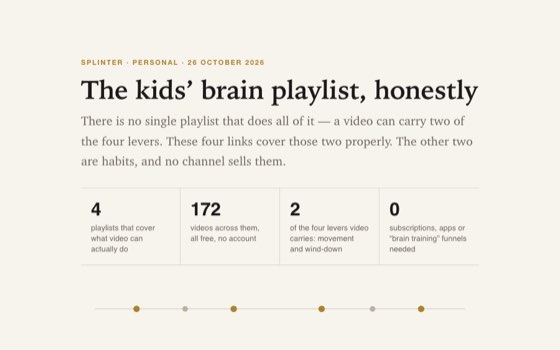 SPLINTER · PERSONAL · 26 OCTOBER 2026
The kids’ brain playlist, honestly
There is no single playlist that does all of it — a video can carry two of
the four levers. These four links cover those two properly. The other two
are habits, and no channel sells them.
4
playlists that cover
what video can
actually do
172
videos across them,
all free, no account
2
of the four levers video
carries: movement
and wind-down
0
subscriptions, apps or
“brain training” funnels
needed